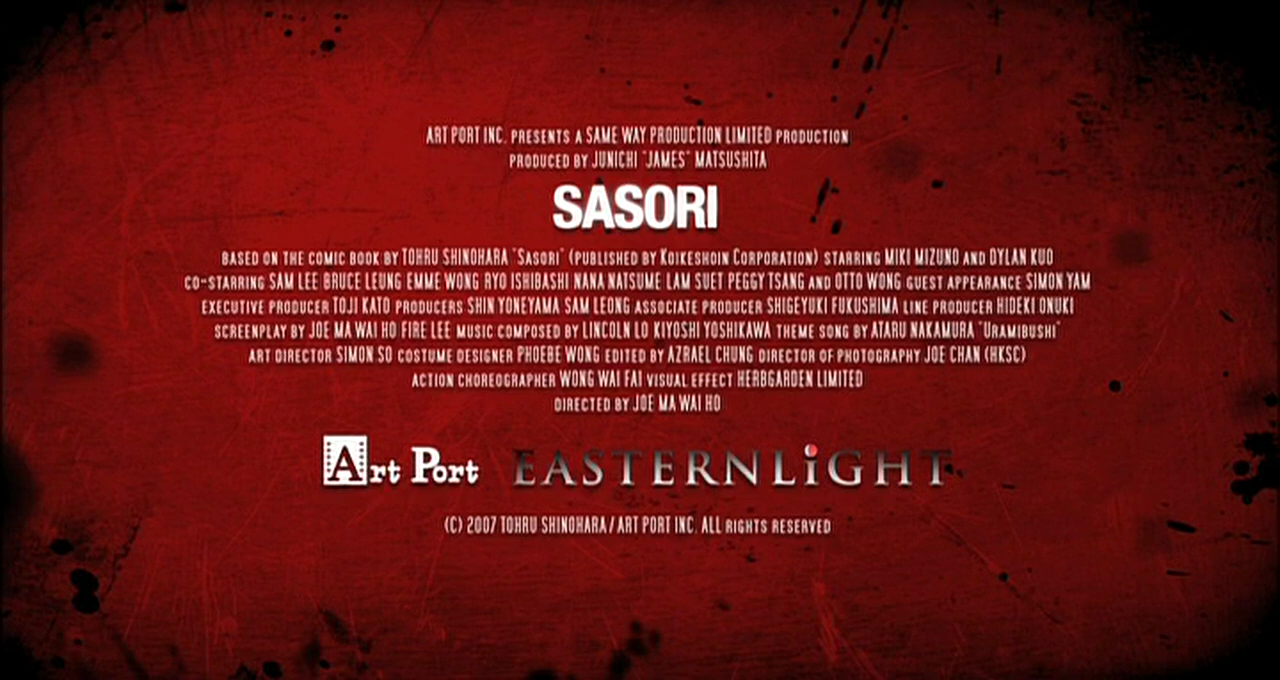 ART PORT INC. PRESENTS A SAME WAY PRODUCTION LIMITED PRODUCTION
PRODUCED BY JUNICHI "JAMES" MATSUSHITA
SASORI
BASED ON THE COMIC BOOK BY TOHRU SHINOHARA "SASORI" (PUBLISHED BY KOIKESHOIN CORPORATION) STARRING MIKI MIZUNO AND DYLAN KUO
CO-STARRING SAM LEE BRUCE LEUNG EMME WONG RYO ISHIBASHI NANA NATSUME LAM SUET PEGGY TSANG AND OTTO WONG GUEST APPEARANCE SIMON YAM
EXECUTIVE PRODUCER TOJI KATO PRODUCERS SHIN YONEYAMA SAM LEONG ASSOCIATE PRODUCER SHIGEYUKI FUKUSHIMA LINE PRODUCER HIDEKI ONUKI
SCREENPLAY BY JOE MA WAI HO FIRE LEE MUSIC COMPOSED BY LINCOLN LO KIYOSHI YOSHIKAWA THEME SONG BY ATARU NAKAMURA "URAMIBUSHI"
ART DIRECTOR SIMON SO COSTUME DESIGNER PHOEBE WONG EDITED BY AZRAEL CHUNG DIRECTOR OF PHOTOGRAPHY JOE CHAN (HKSC)
ACTION CHOREOGRAPHER WONG WAI FAI VISUAL EFFECT HERBGARDEN LIMITED
DIRECTED BY JOE MA WAI HO
Art Port EASTERNLiGHT
(C) 2007 TOHRU SHINOHARA / ART PORT INC. ALL RIGHTS RESERVED